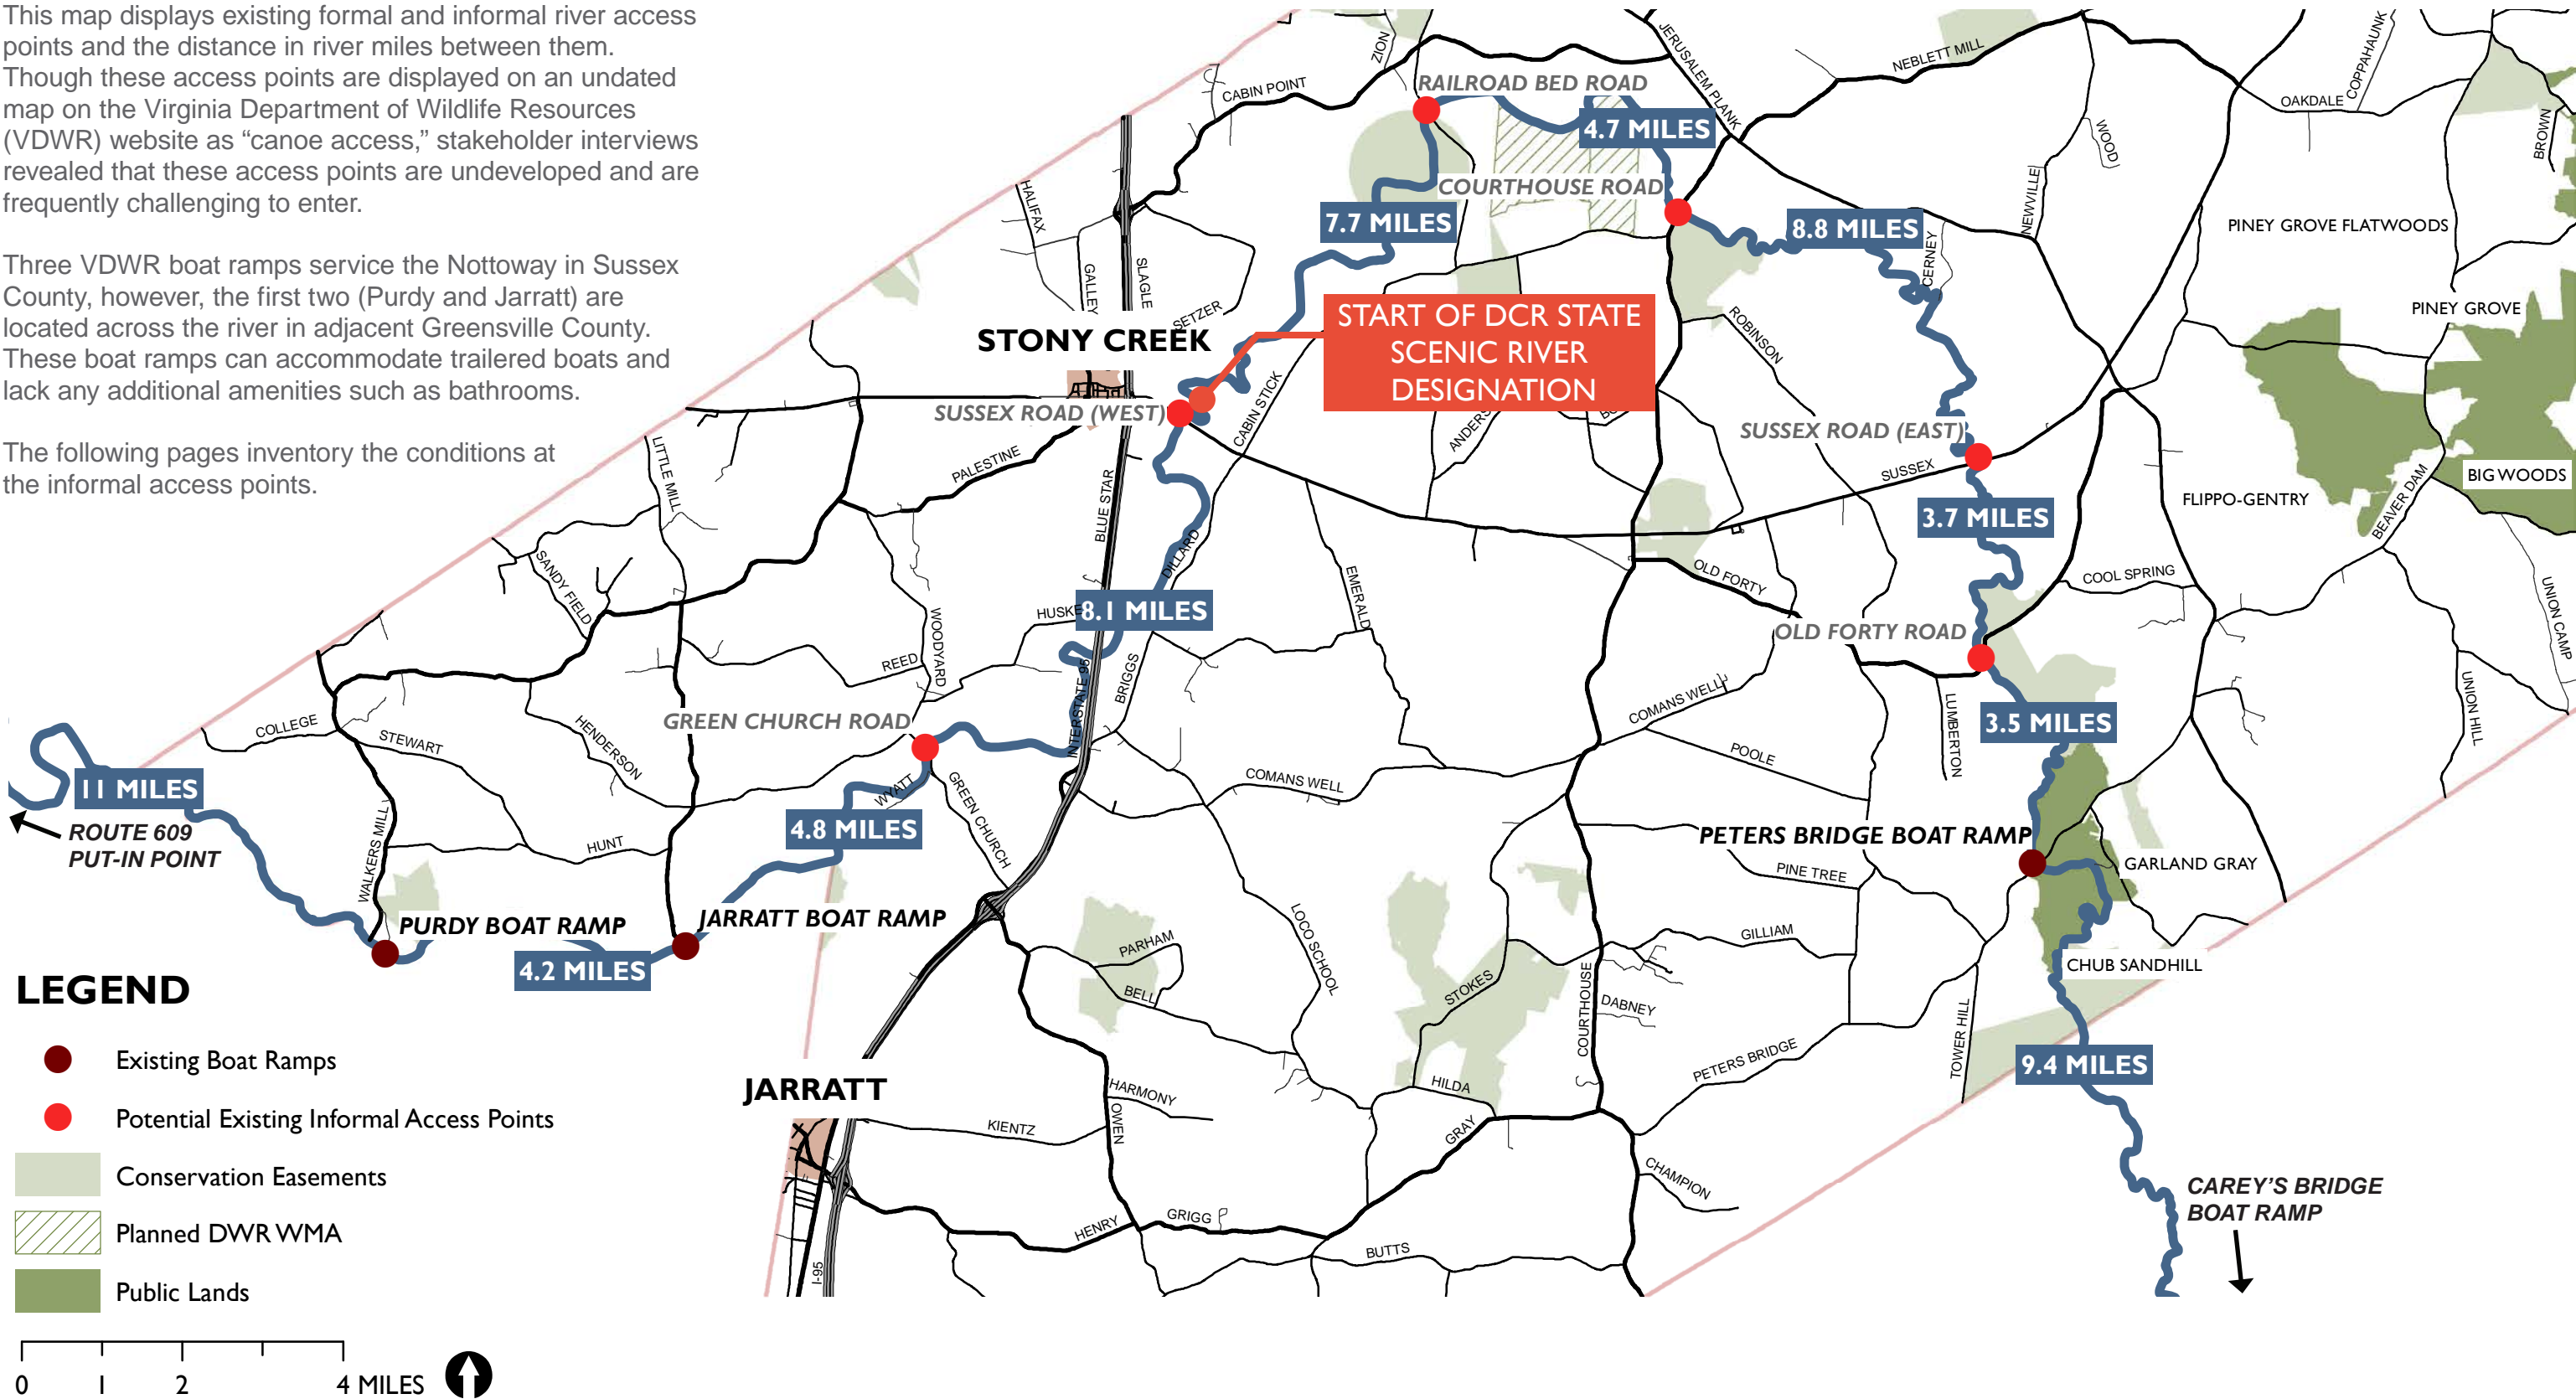 This map displays existing formal and informal river access
points and the distance in river miles between them.
Though these access points are displayed on an undated
map on the Virginia Department of Wildlife Resources
(VDWR) website as “canoe access,” stakeholder interviews
revealed that these access points are undeveloped and are
frequently challenging to enter.
Three VDWR boat ramps service the Nottoway in Sussex
County, however, the first two (Purdy and Jarratt) are
located across the river in adjacent Greensville County.
These boat ramps can accommodate trailered boats and
lack any additional amenities such as bathrooms.
The following pages inventory the conditions at
the informal access points.
ZION
CABIN POINT
RAILROAD BED ROAD
JERUSALEM PLANK
NEBLETT MILL
COPPAHAUNK
OAKDALE
BROWN
WOOD
4.7 MILES
COURTHOUSE ROAD
HALIFAX
7.7 MILES
8.8 MILES
NEWVILLE
CERNEY
PINEY GROVE FLATWOODS
GALLEY
SLAGLE
SETZER
PINEY GROVE
START OF DCR STATE
SCENIC RIVER
DESIGNATION
STONY CREEK
ROBINSON
SUSSEX ROAD (WEST)
CABIN STICK
ANDERS
SUSSEX ROAD (EAST)
LITTLE MILL
PALESTINE
BLUE STAR
SUSSEX
BIG WOODS
FLIPPO-GENTRY
BEAVER DAM
3.7 MILES
SANDY FIELD
DILLARD
EMERALD
OLD FORTY
COOL SPRING
UNION CAMP
HUSKE
8.1 MILES
WOODYARD
REED
OLD FORTY ROAD
BRIGGS
INTERSTATE 95
COMANS WELL
LUMBERTON
UNION HILL
COLLEGE
STEWART
HENDERSON
GREEN CHURCH ROAD
3.5 MILES
POOLE
11 MILES
ROUTE 609
PUT-IN POINT
WALKERS MILL
HUNT
WYATT
GREEN CHURCH
4.8 MILES
COMANS WELL
PETERS BRIDGE BOAT RAMP
PINE TREE
GARLAND GRAY
PURDY BOAT RAMP
JARRATT BOAT RAMP
4.2 MILES
PARHAM
BELL
LOCO SCHOOL
STOKES
GILLIAM
COURTHOUSE
DABNEY
CHUB SANDHILL
TOWER HILL
PETERS BRIDGE
9.4 MILES
JARRATT
HARMONY
OWEN
KIENTZ
HILDA
GRAY
CHAMPION
HENRY
GRIGG
BUTTS
I-95
CAREY’S BRIDGE
BOAT RAMP
LEGEND
Existing Boat Ramps
Potential Existing Informal Access Points
Conservation Easements
Planned DWR WMA
Public Lands
0 1 2 4 MILES